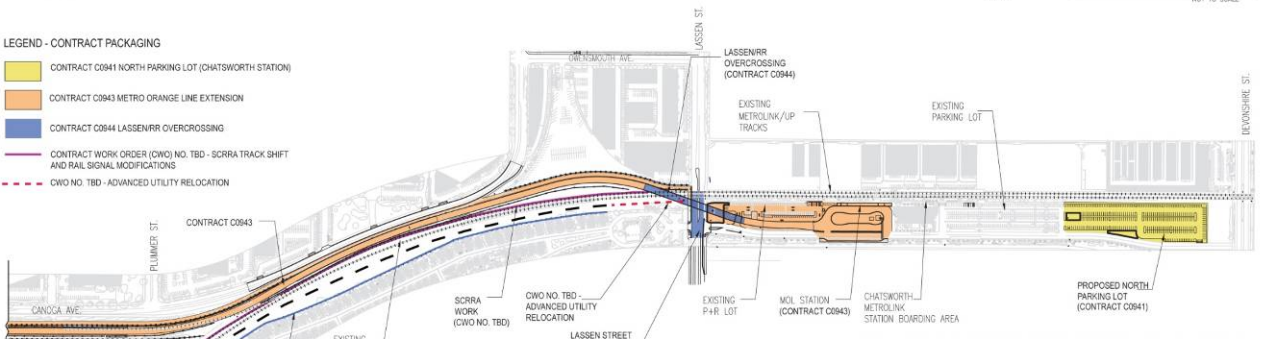 LEGEND - CONTRACT PACKAGING
CONTRACT C0941 NORTH PARKING LOT (CHATSWORTH STATION)
CONTRACT C0943 METRO ORANGE LINE EXTENSION
CONTRACT C0944 LASSEN/RR OVERCROSSING
CONTRACT WORK ORDER (CWO) NO. TBD - SCRRA TRACK SHIFT
AND RAIL SIGNAL MODIFICATIONS
CWO NO. TBD - ADVANCED UTILITY RELOCATION
LASSEN ST.
OWENSMOUTH AVE.
LASSEN/RR
OVERCROSSING
(CONTRACT C0944)
EXISTING
METROLINK/UP
TRACKS
EXISTING
PARKING LOT
DEVONSHIRE ST.
PLUMMER ST.
CONTRACT C0943
CANOGA AVE.
EXISTING
SCRRA
WORK
(CWO NO. TBD)
CWO NO. TBD -
ADVANCED UTILITY
RELOCATION
LASSEN STREET
EXISTING
P+R LOT
MOL STATION
(CONTRACT C0943)
CHATSWORTH
METROLINK
STATION BOARDING AREA
PROPOSED NORTH
PARKING LOT
(CONTRACT C0941)